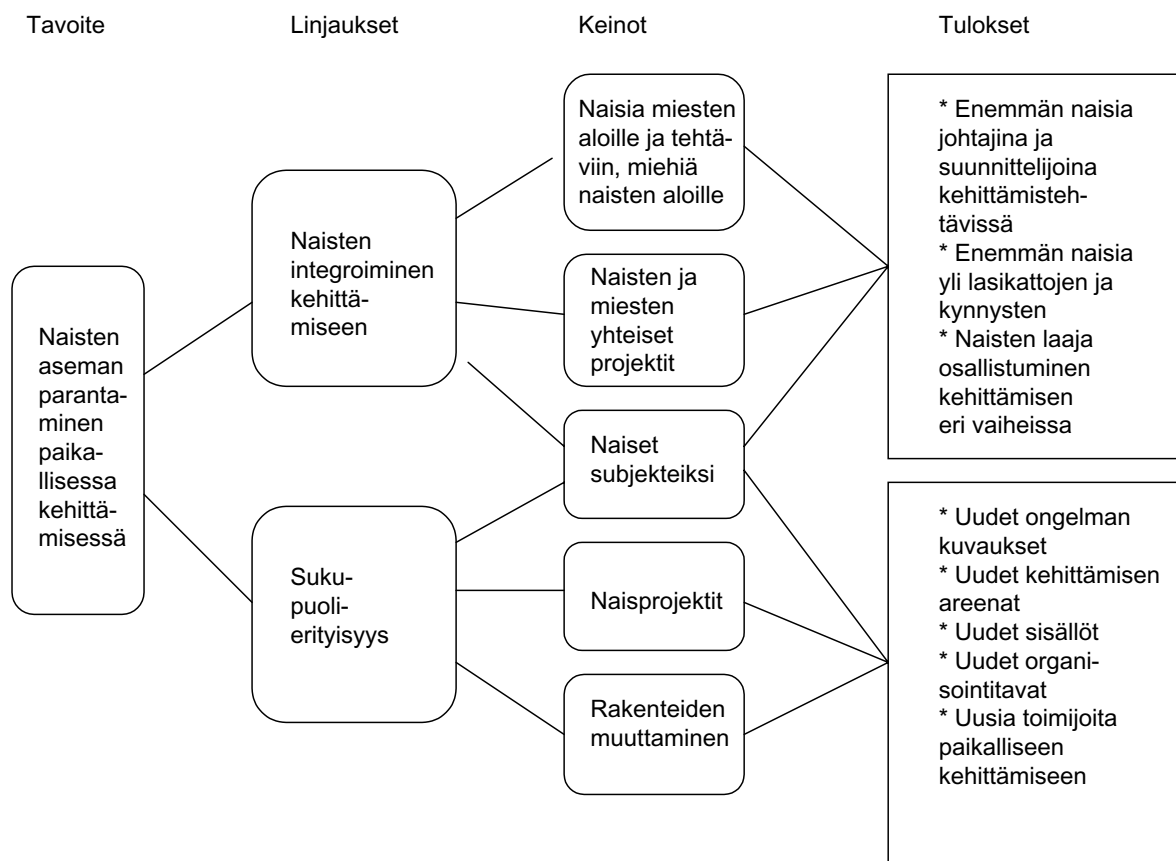 Tavoite
Linjaukset
Keinot
Tulokset
Naisten
aseman
paranta-
minen
paika-
llisessa
kehittä-
misessä
Naisten
integroiminen
kehittä-
miseen
Suku-
puoli-
erityisyys
Naisia miesten
aloille ja tehtä-
viin, miehiä
naisten aloille
Naisten ja
miesten
yhteiset
projektit
Naiset
subjekteiksi
Naisprojektit
Rakenteiden
muuttaminen
* Enemmän naisia
johtajina ja
suunnittelijoina
kehittämisteh-
tävissä
* Enemmän naisia
yli lasikattojen ja
kynnysten
* Naisten laaja
osallistuminen
kehittämisen
eri vaiheissa
* Uudet ongelman
kuvaukset
* Uudet kehittämisen
areenat
* Uudet sisällöt
* Uudet organi-
sointitavat
* Uusia toimijoita
paikalliseen
kehittämiseen